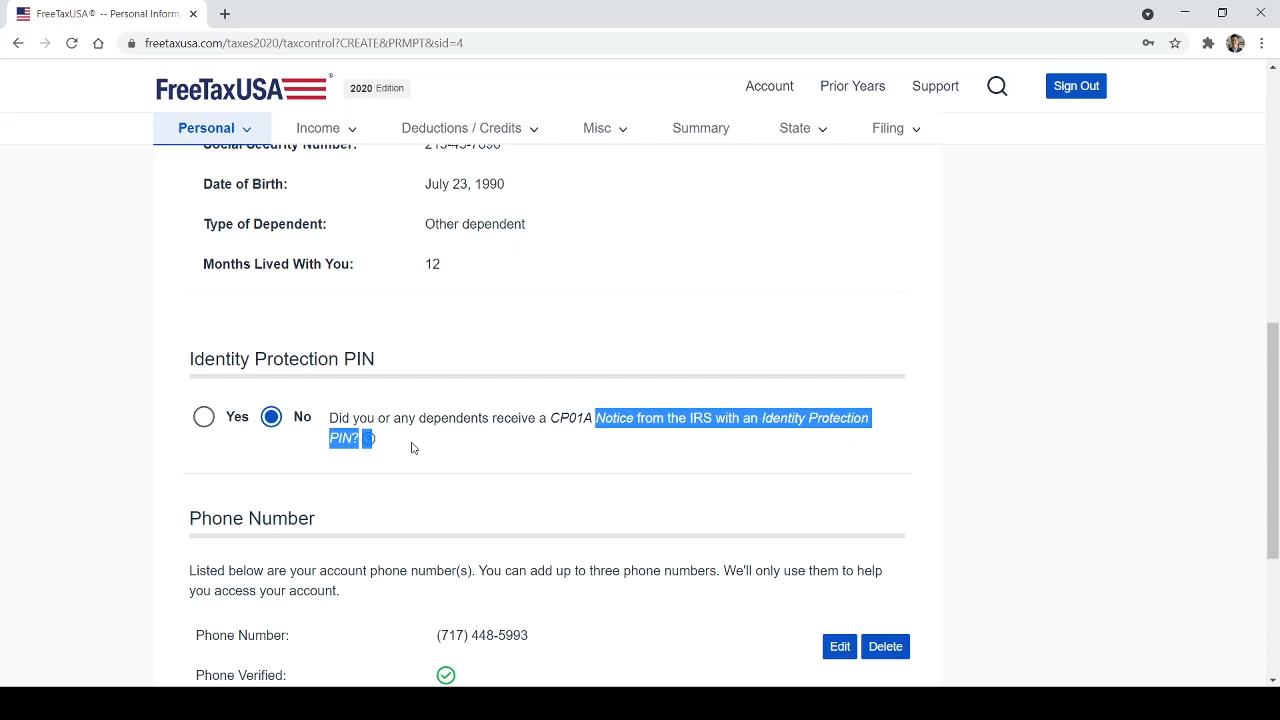 FreeTaxUSA® -- Personal Inform
freetaxusa.com/taxes2020/taxcontrol?CREATE&PRMPT&sid=4
FreeTaxUSA® 2020 Edition
Account Prior Years Support Sign Out
Personal Income Deductions / Credits Misc Summary State Filing
Social Security Number:
Date of Birth: July 23, 1990
Type of Dependent: Other dependent
Months Lived With You: 12
Identity Protection PIN
Yes No Did you or any dependents receive a CP01A Notice from the IRS with an Identity Protection
PIN?
Phone Number
Listed below are your account phone number(s). You can add up to three phone numbers. We'll only use them to help
you access your account.
Phone Number: (717) 448-5993
Edit Delete
Phone Verified: